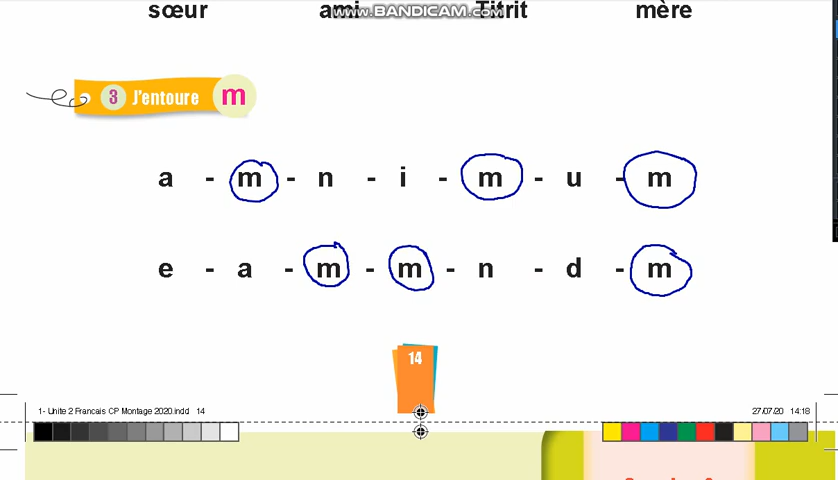 www.BANDICAM.com
sœur ami Titrit mère
3 J'entoure m
a - m - n - i - m - u - m
e - a - m - m - n - d - m
14
1- Unite 2 Francais CP Montage 2020.indd 14 27.07/20 14:18